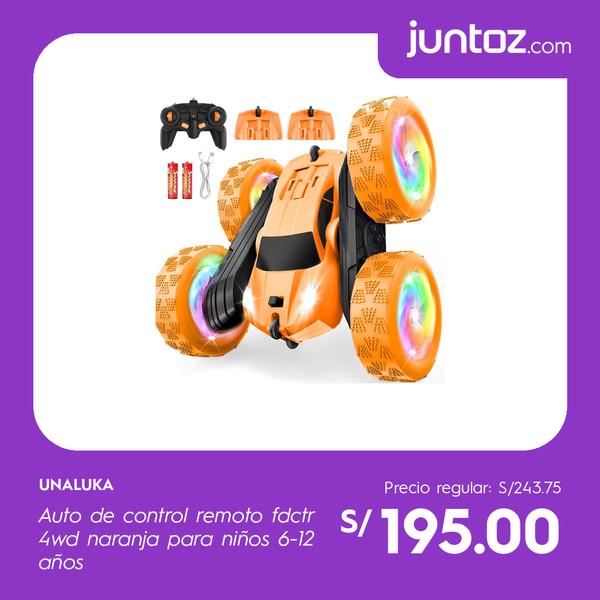 juntoz.com
UNALUKA
Auto de control remoto fdctr
4wd naranja para niños 6-12
años
Precio regular: S/243.75
S/195.00